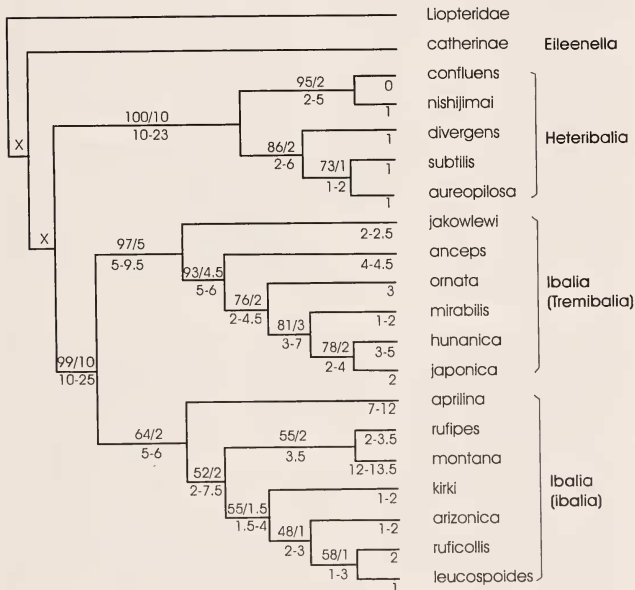 Liopteridae
catherinae Eileenella
95/2 confluens
2-5 0
100/10 nishijimai
10-23 1
Heteribalia
divergens
86/2 1
2-6
73/1 subtilis
1-2 1
aureopilosa
1
X
X
jakowlewi
97/5 2-2.5
5-9.5
anceps
93/4.5 4-4.5
5-6
ornata
76/2 3
2-4.5
Ibalia
(Tremibalia)
mirabilis
81/3 1-2
3-7
hunanica
78/2 3-5
2-4
japonica
2
99/10
10-25
aprilina
7-12
64/2
5-6
55/2 rufipes
3.5 2-3.5
montana
12-13.5
52/2
2-7.5
Ibalia
(ibalia)
kirki
55/1.5 1-2
1.5-4
arizonica
48/1 1-2
2-3
ruficollis
58/1 2
1-3
leucospoides
1